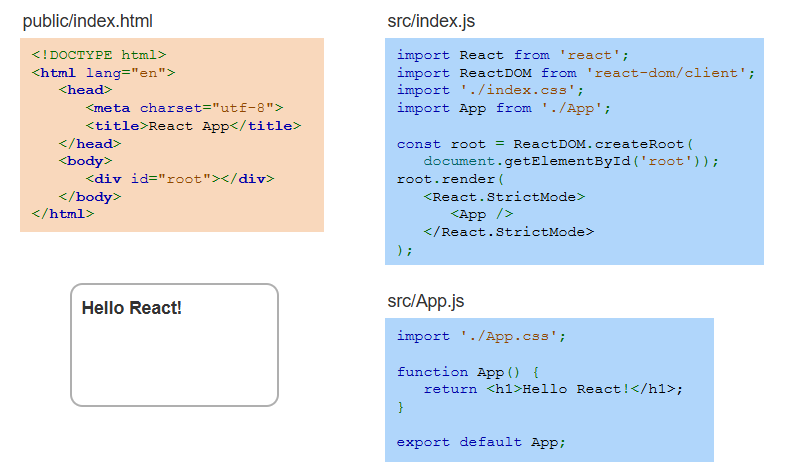 public/index.html
<!DOCTYPE html>
<html lang="en">
   <head>
      <meta charset="utf-8">
      <title>React App</title>
   </head>
   <body>
      <div id="root"></div>
   </body>
</html>
Hello React!
src/index.js
import React from 'react';
import ReactDOM from 'react-dom/client';
import './index.css';
import App from './App';

const root = ReactDOM.createRoot(
   document.getElementById('root'));
root.render(
   <React.StrictMode>
      <App />
   </React.StrictMode>
);
src/App.js
import './App.css';

function App() {
   return <h1>Hello React!</h1>;
}

export default App;